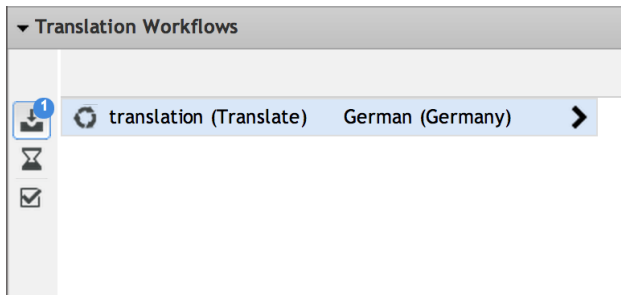 Translation Workflows
1
translation (Translate) German (Germany)